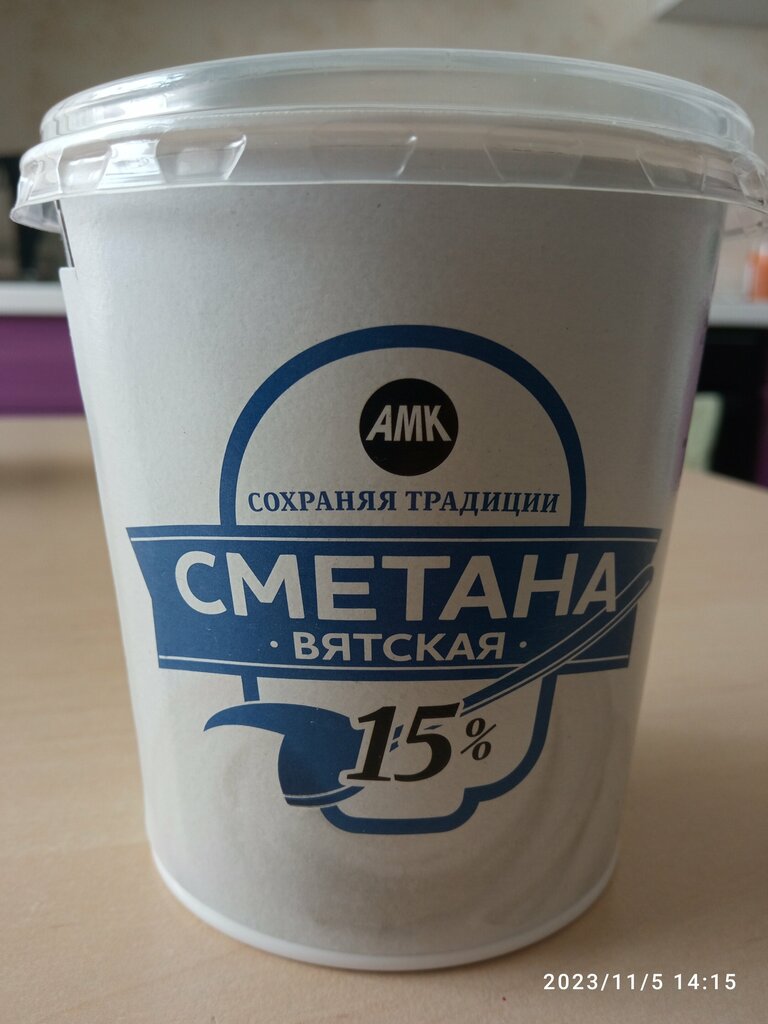 АМК
СОХРАНЯЯ ТРАДИЦИИ
СМЕТАНА
· ВЯТСКАЯ ·
15%
2023/11/5 14:15